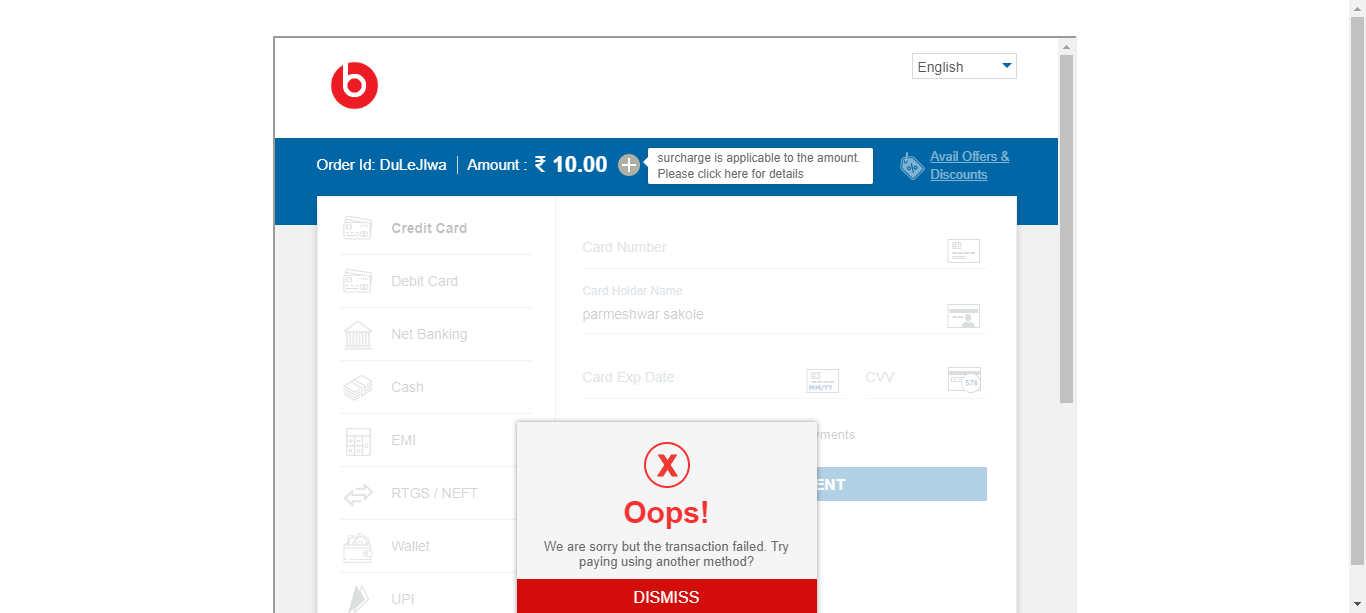 English
Order Id: DuLeJIwa
Amount : ₹ 10.00
surcharge is applicable to the amount.
Please click here for details
Avail Offers &
Discounts
Credit Card
Debit Card
Net Banking
Cash
EMI
RTGS / NEFT
Wallet
UPI
Card Number
Card Holder Name
parmeshwar sakole
Card Exp Date
MM/YY
CVV
576
yments
ENT
X
Oops!
We are sorry but the transaction failed. Try
paying using another method?
DISMISS